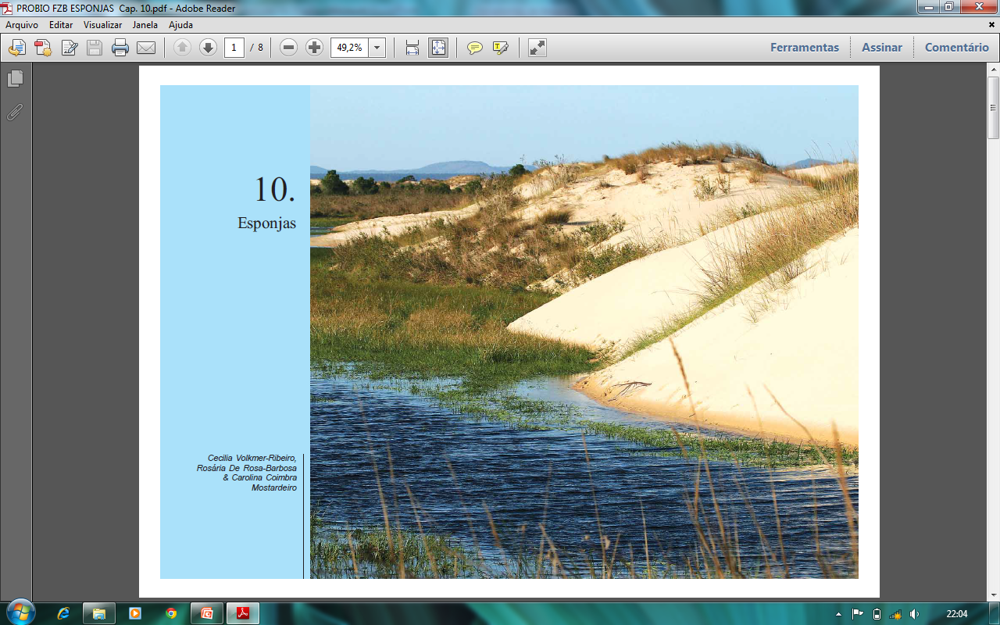 PROBIO FZB ESPONJAS  Cap. 10.pdf - Adobe Reader
Arquivo Editar Visualizar Janela Ajuda
1 / 8 49,2% Ferramentas Assinar Comentário
10.
Esponjas
Cecilia Volkmer-Ribeiro,
Rosária De Rosa-Barbosa
& Carolina Coimbra
Mostardeiro
22:04